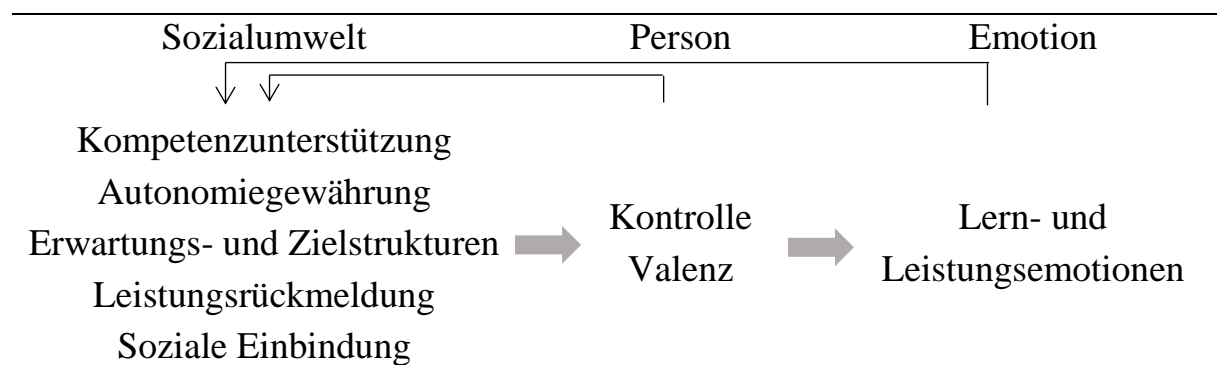 Sozialumwelt Person Emotion
Kompetenzunterstützung
Autonomiegewährung
Erwartungs- und Zielstrukturen
Leistungsrückmeldung
Soziale Einbindung
Kontrolle
Valenz
Lern- und
Leistungsemotionen